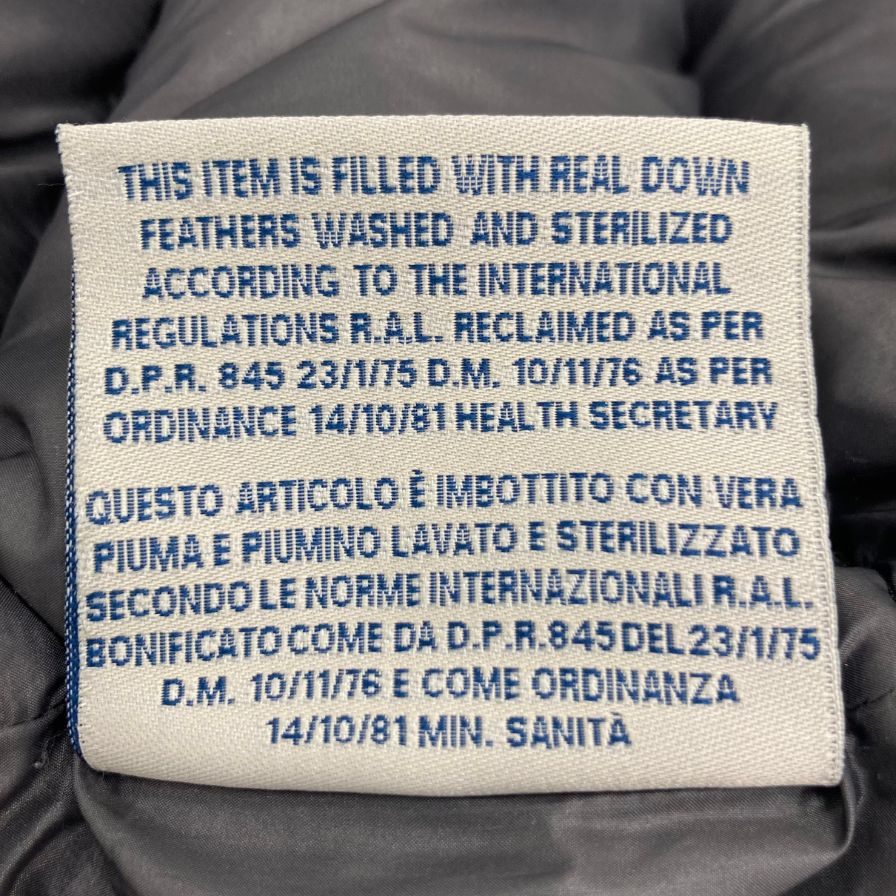 THIS ITEM IS FILLED WITH REAL DOWN
FEATHERS WASHED AND STERILIZED
ACCORDING TO THE INTERNATIONAL
REGULATIONS R.A.L. RECLAIMED AS PER
D.P.R. 845 23/1/75 D.M. 10/11/76 AS PER
ORDINANCE 14/10/81 HEALTH SECRETARY
QUESTO ARTICOLO È IMBOTTITO CON VERA
PIUMA E PIUMINO LAVATO E STERILIZZATO
SECONDO LE NORME INTERNAZIONALI R.A.L.
BONIFICATO COME DA D.P.R. 845 DEL 23/1/75
D.M. 10/11/76 E COME ORDINANZA
14/10/81 MIN. SANITÀ